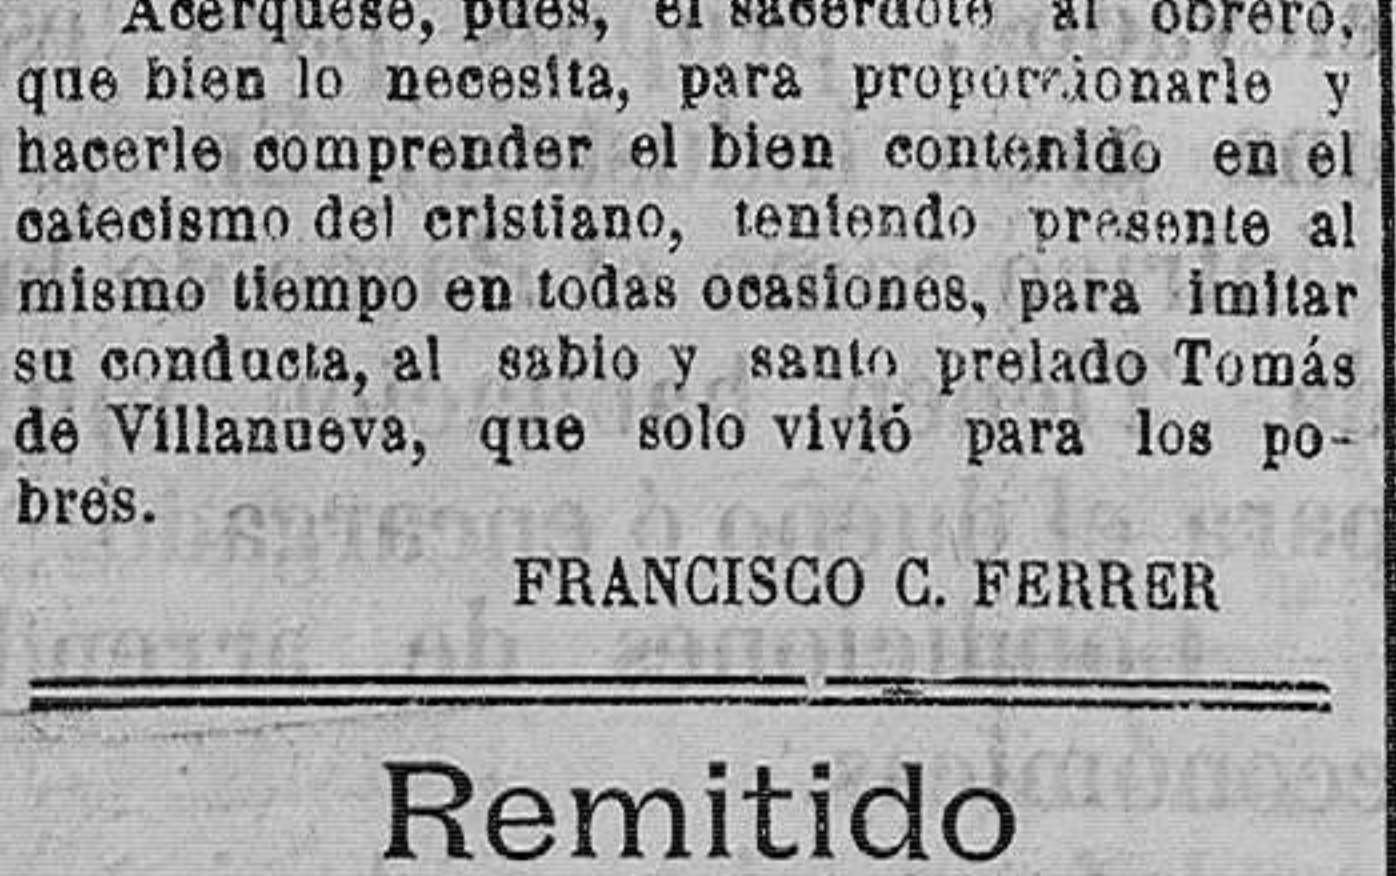 Acérquese, pues, el sacerdote al obrero,
que bien lo necesita, para proporcionarle y
hacerle comprender el bien contenido en el
catecismo del cristiano, teniendo presente al
mismo tiempo en todas ocasiones, para imitar
su conducta, al sabio y santo prelado Tomás
de Villanueva, que solo vivió para los po-
bres.
FRANCISCO C. FERRER
Remitido